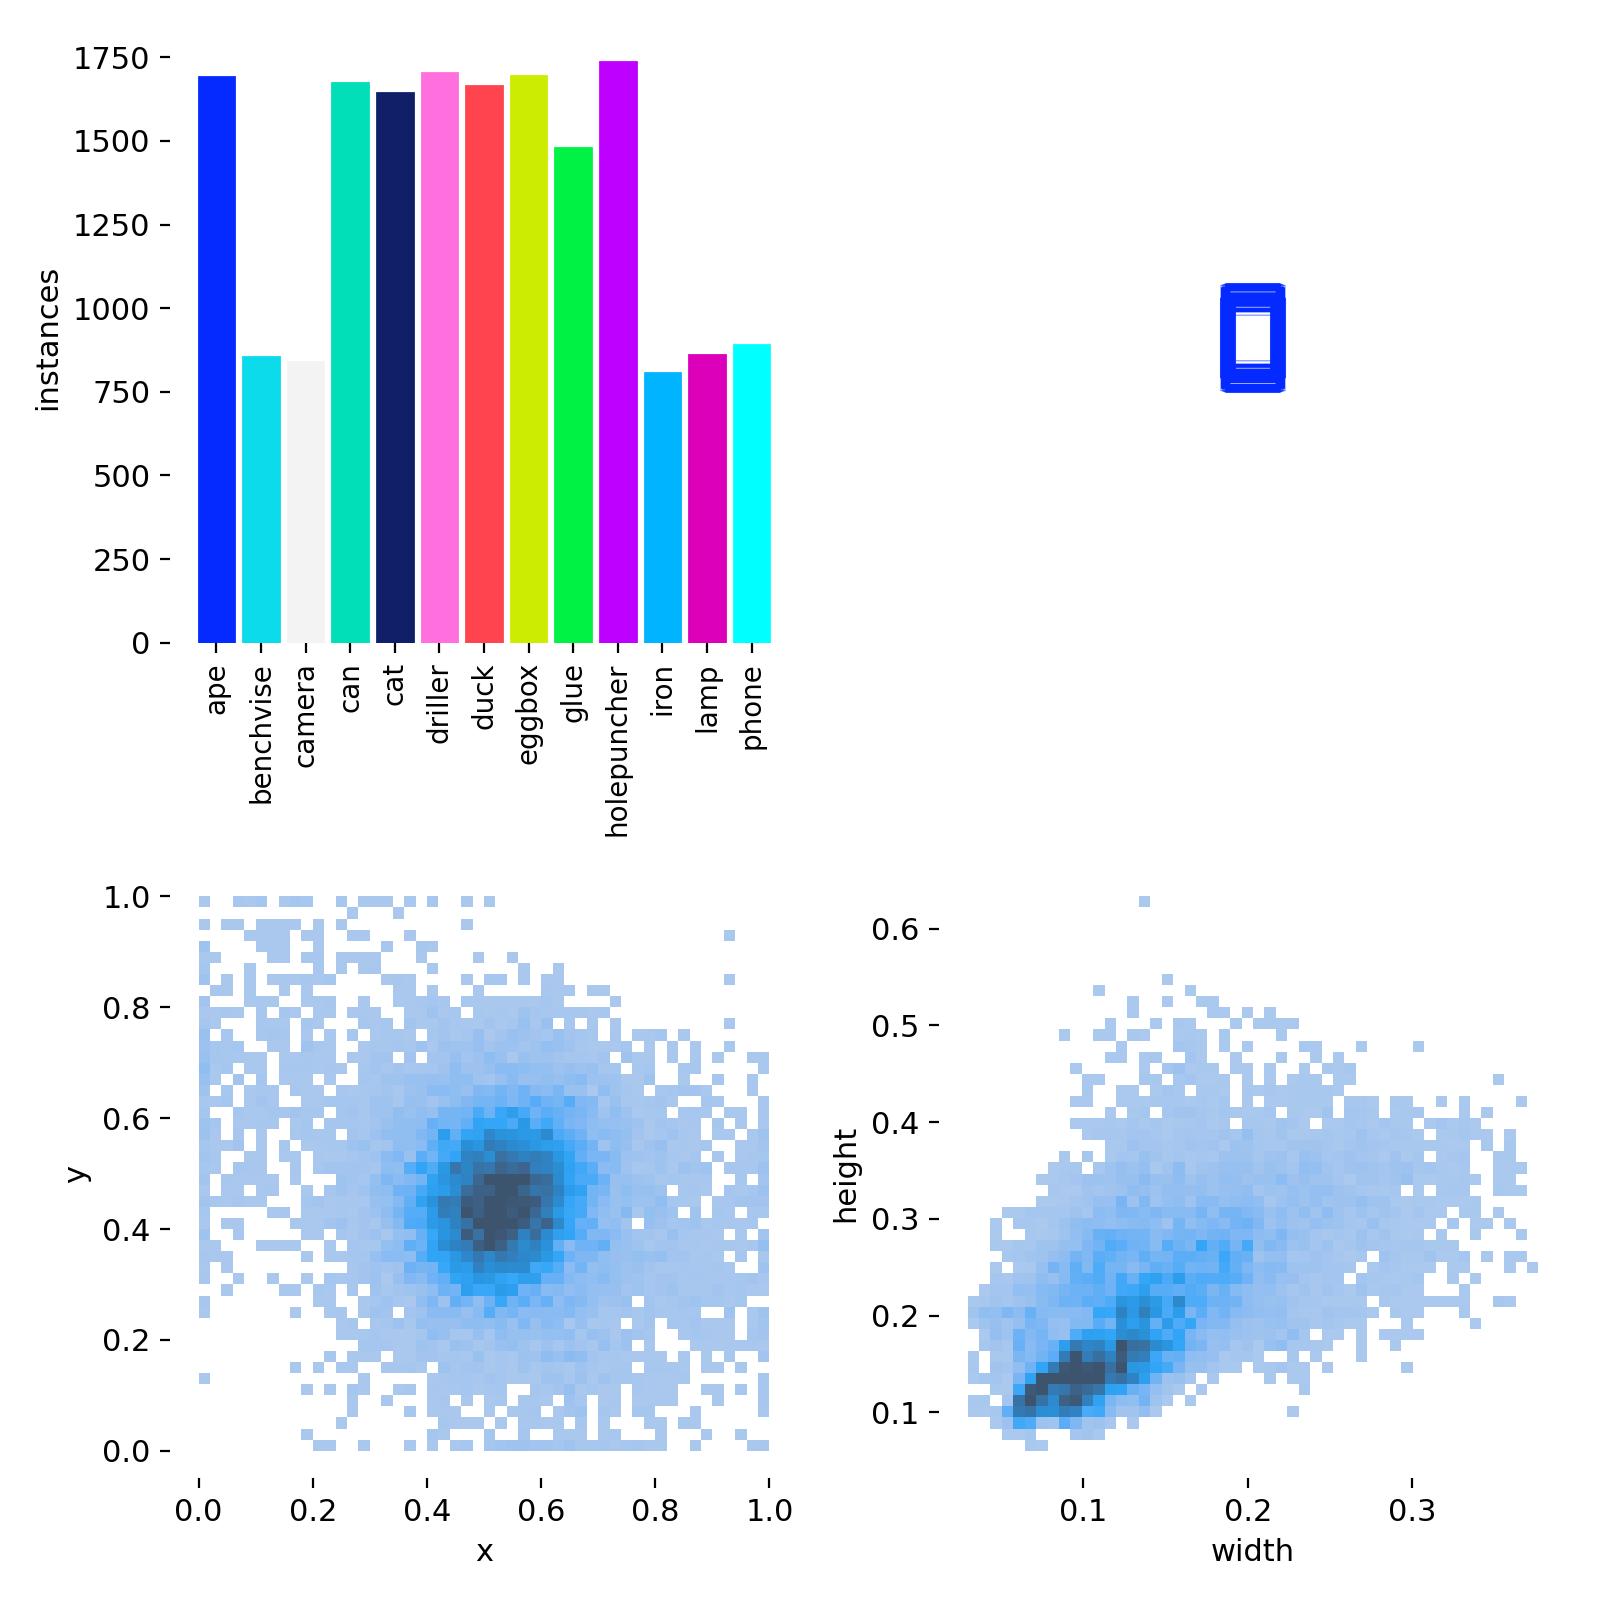 instances
1750
1500
1250
1000
750
500
250
0
ape
benchvise
camera
can
cat
driller
duck
eggbox
glue
holepuncher
iron
lamp
phone
y
1.0
0.8
0.6
0.4
0.2
0.0
0.0 0.2 0.4 0.6 0.8 1.0
x
height
0.6
0.5
0.4
0.3
0.2
0.1
0.1 0.2 0.3
width